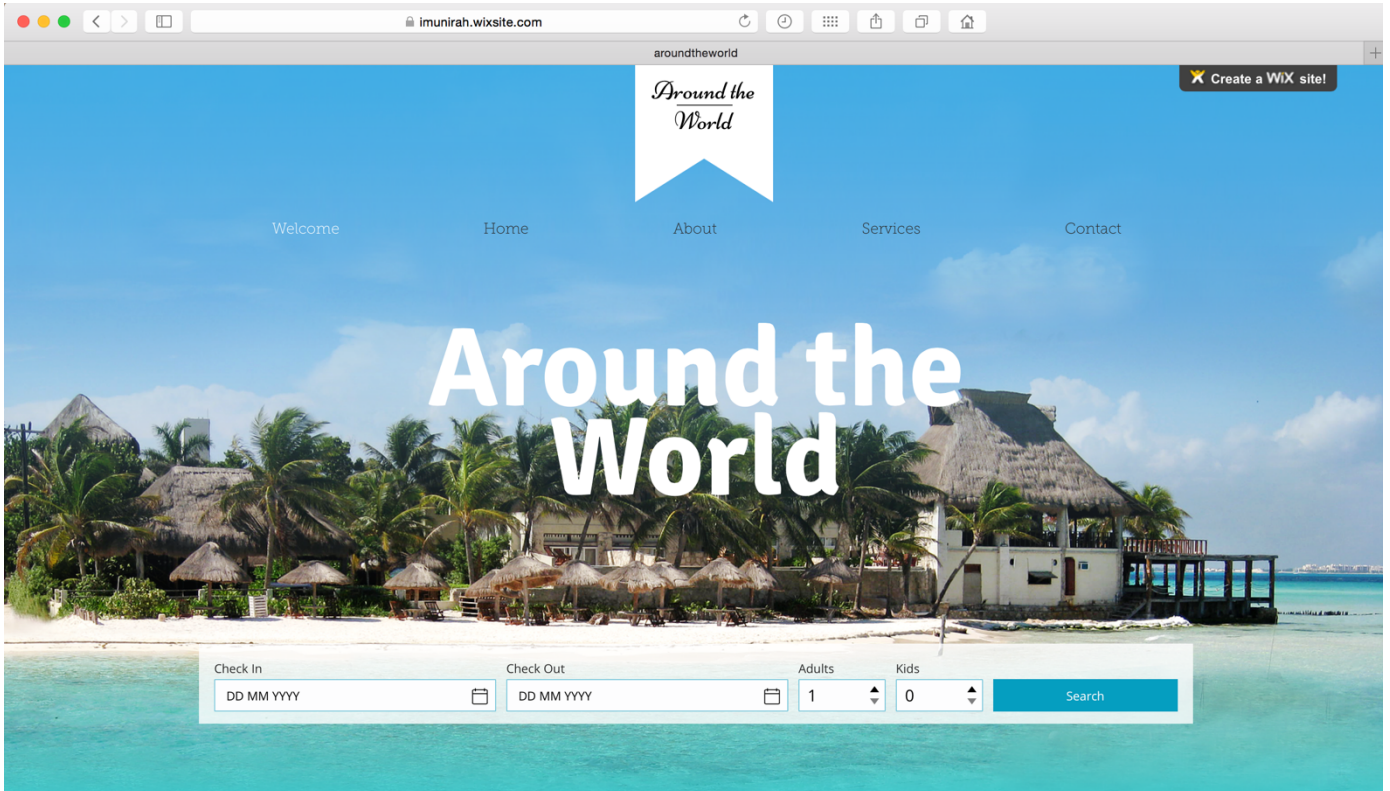 imunirah.wixsite.com
aroundtheworld
Create a WiX site!
Around the
World
Welcome Home About Services Contact
Around the
World
Check In Check Out Adults Kids
DD MM YYYY DD MM YYYY 1 0 Search